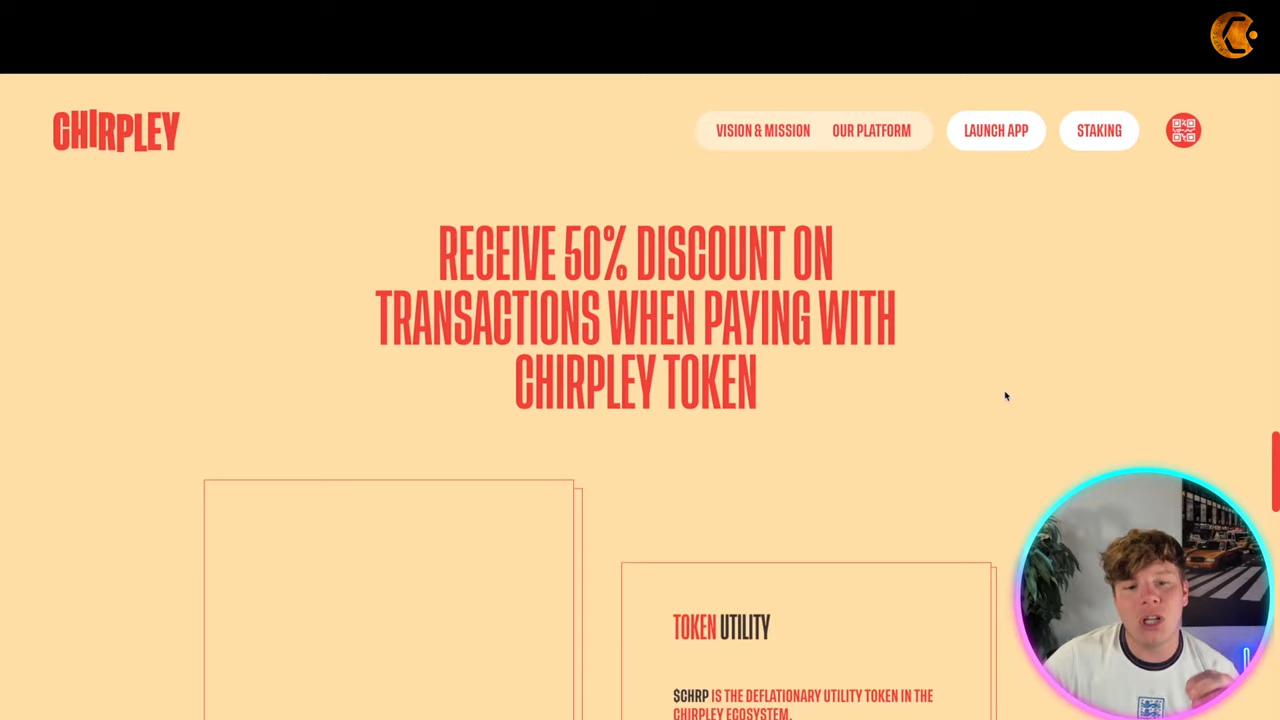 CHIRPLEY
VISION & MISSION
OUR PLATFORM
LAUNCH APP
STAKING
RECEIVE 50% DISCOUNT ON
TRANSACTIONS WHEN PAYING WITH
CHIRPLEY TOKEN
TOKEN UTILITY
$CHRP IS THE DEFLATIONARY UTILITY TOKEN IN THE
CHIRPLEY ECOSYSTEM.